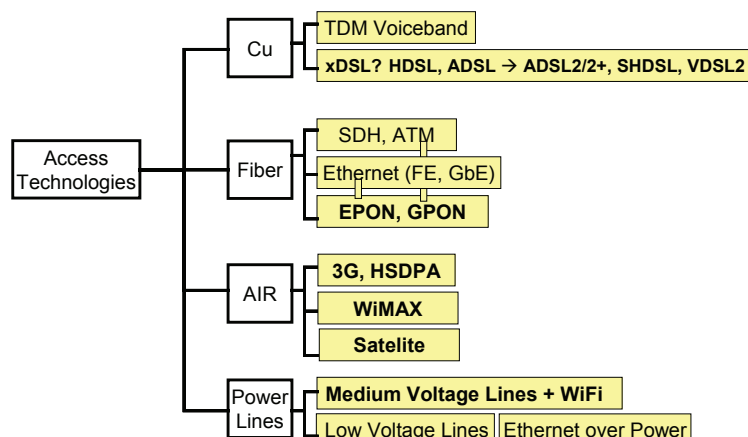 TDM Voiceband
Cu
xDSL? HDSL, ADSL → ADSL2/2+, SHDSL, VDSL2
Access
Technologies
Fiber
SDH, ATM
Ethernet (FE, GbE)
EPON, GPON
AIR
3G, HSDPA
WiMAX
Satelite
Power
Lines
Medium Voltage Lines + WiFi
Low Voltage Lines
Ethernet over Power